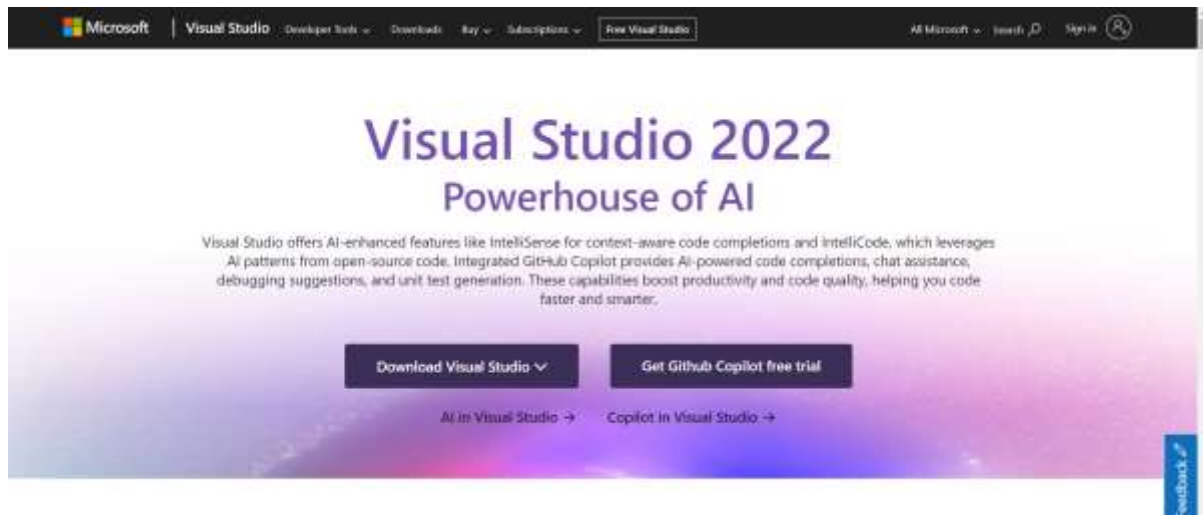 Microsoft | Visual Studio Developer Tools Downloads Buy Subscriptions Free Visual Studio All Microsoft Search Sign in
Visual Studio 2022
Powerhouse of AI
Visual Studio offers AI-enhanced features like IntelliSense for context-aware code completions and IntelliCode, which leverages
AI patterns from open-source code. Integrated GitHub Copilot provides AI-powered code completions, chat assistance,
debugging suggestions, and unit test generation. These capabilities boost productivity and code quality, helping you code
faster and smarter.
Download Visual Studio Get Github Copilot free trial
AI in Visual Studio → Copilot in Visual Studio →
Feedback